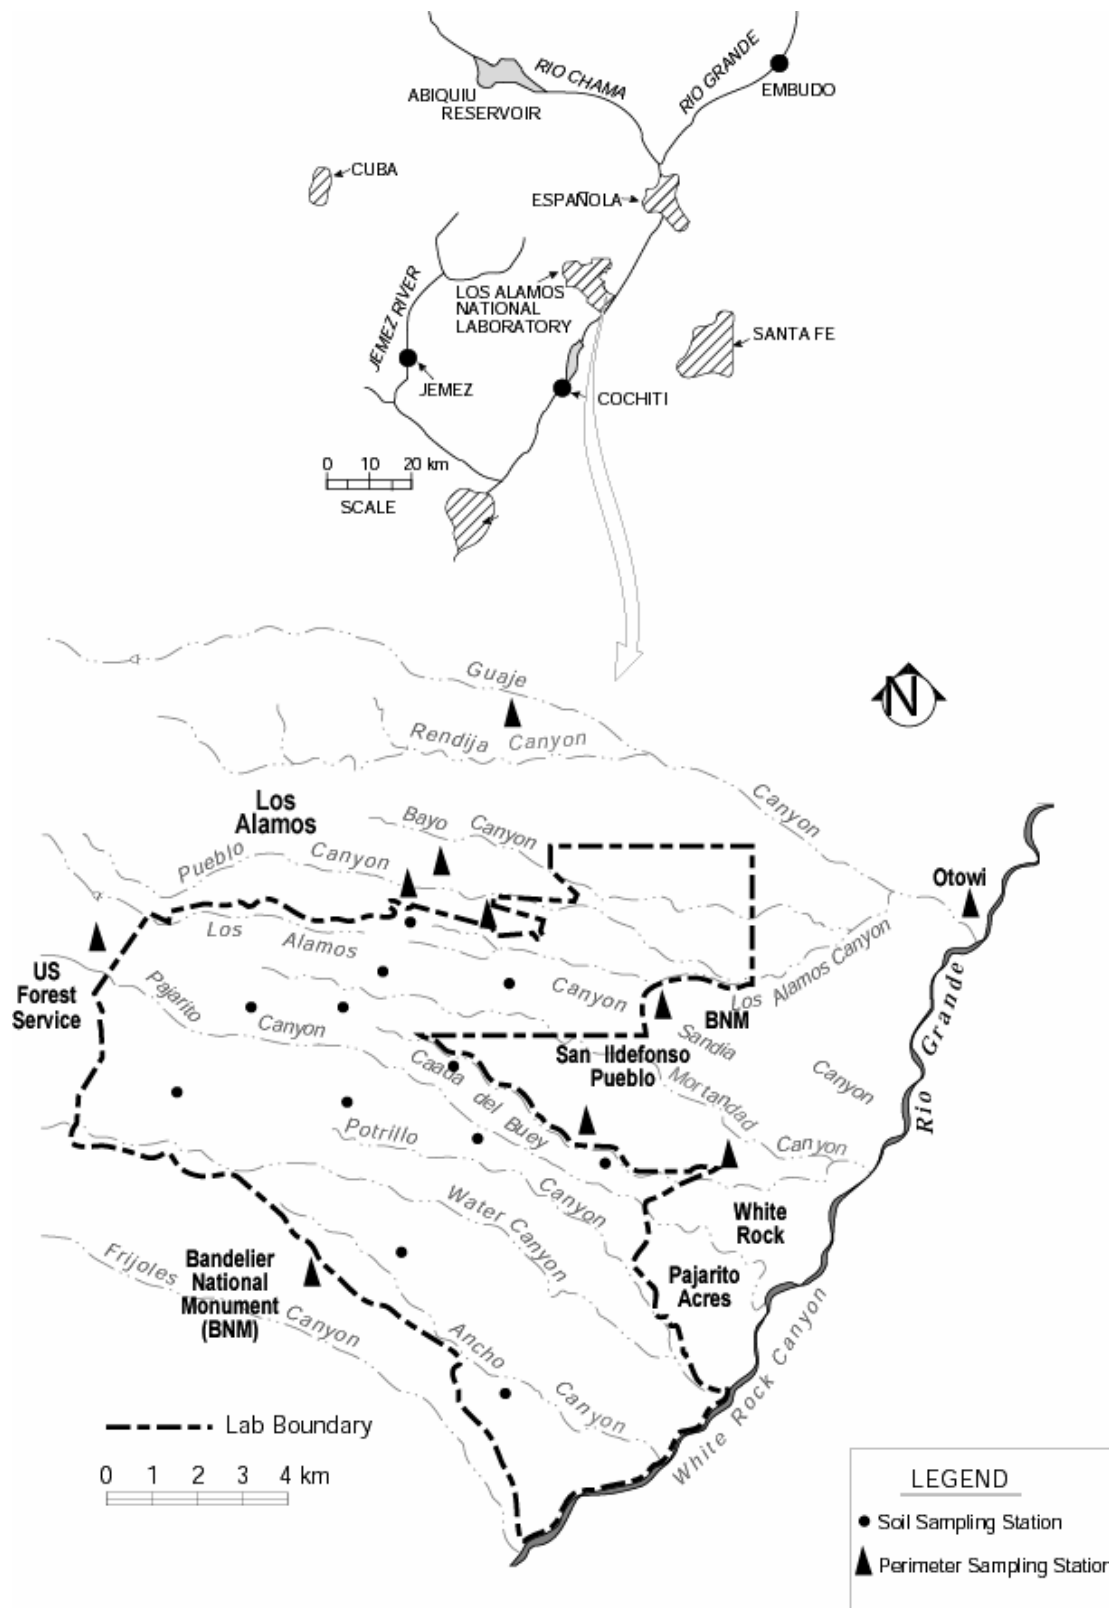 RIO CHAMA
RIO GRANDE
ABIQUIU
RESERVOIR
EMBUDO
CUBA
ESPAÑOLA
JEMEZ RIVER
LOS ALAMOS
NATIONAL
LABORATORY
SANTA FE
JEMEZ
COCHITI
0 10 20 km
SCALE
Guaje
N
Rendija Canyon
Canyon
Los
Alamos
Bayo Canyon
Pueblo Canyon
Otowi
Los Alamos
Canyon
Los Alamos Canyon
US
Forest
Service
Pajarito
Canyon
BNM
Sandia
Canyon
San Ildefonso
Pueblo
Rio Grande
Caada del Buey
Mortandad
Canyon
Potrillo
Canyon
Water Canyon
White
Rock
Frijoles
Canyon
Bandelier
National
Monument
(BNM)
Pajarito
Acres
Ancho
Canyon
White Rock Canyon
Lab Boundary
0 1 2 3 4 km
LEGEND
Soil Sampling Station
Perimeter Sampling Station